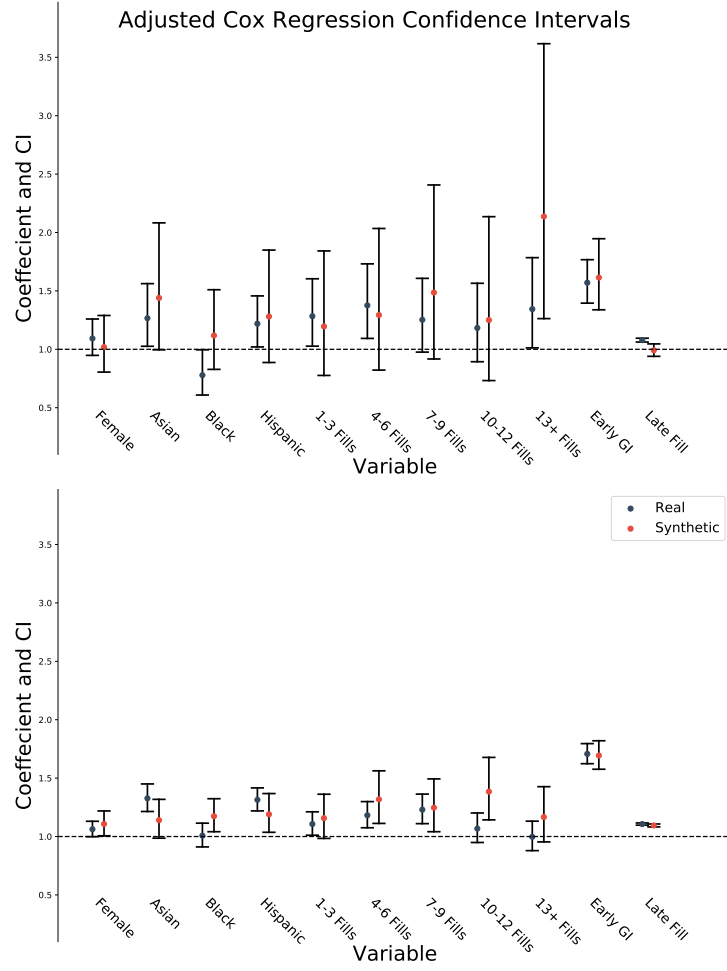 Adjusted Cox Regression Confidence Intervals
Coeffecient and CI
3.5
3.0
2.5
2.0
1.5
1.0
0.5
Female
Asian
Black
Hispanic
1-3 Fills
4-6 Fills
7-9 Fills
10-12 Fills
13+ Fills
Early GI
Late Fill
Variable
Real
Synthetic
Coeffecient and CI
3.5
3.0
2.5
2.0
1.5
1.0
0.5
Female
Asian
Black
Hispanic
1-3 Fills
4-6 Fills
7-9 Fills
10-12 Fills
13+ Fills
Early GI
Late Fill
Variable